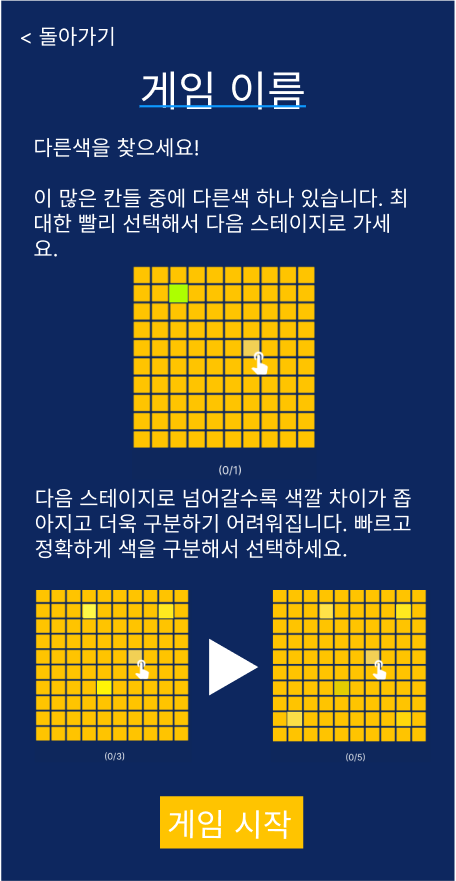 < 돌아가기
게임 이름
다른색을 찾으세요!
이 많은 칸들 중에 다른색 하나 있습니다. 최
대한 빨리 선택해서 다음 스테이지로 가세
요.
(0/1)
다음 스테이지로 넘어갈수록 색깔 차이가 좁
아지고 더욱 구분하기 어려워집니다. 빠르고
정확하게 색을 구분해서 선택하세요.
(0/3)
(0/5)
게임 시작